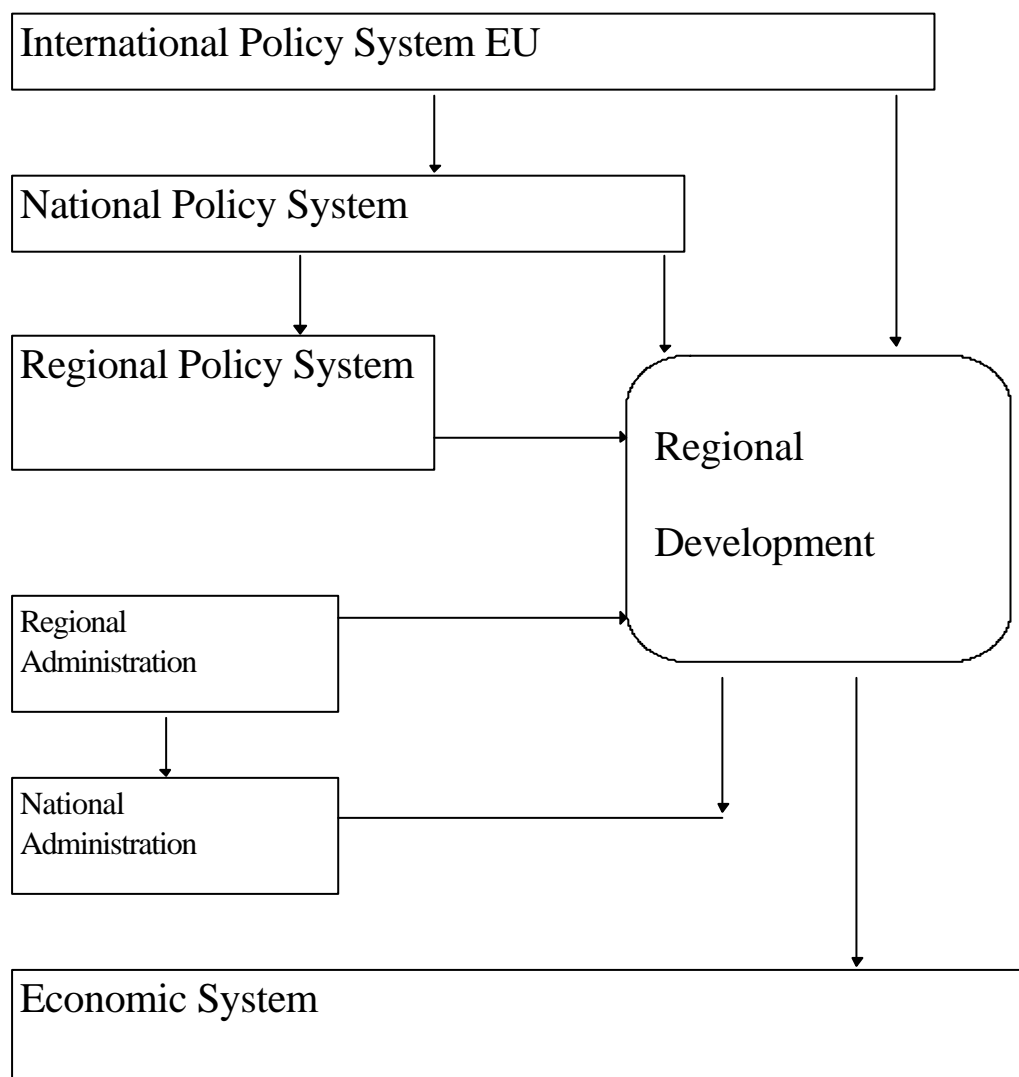 International Policy System EU
National Policy System
Regional Policy System
Regional
Development
Regional
Administration
National
Administration
Economic System